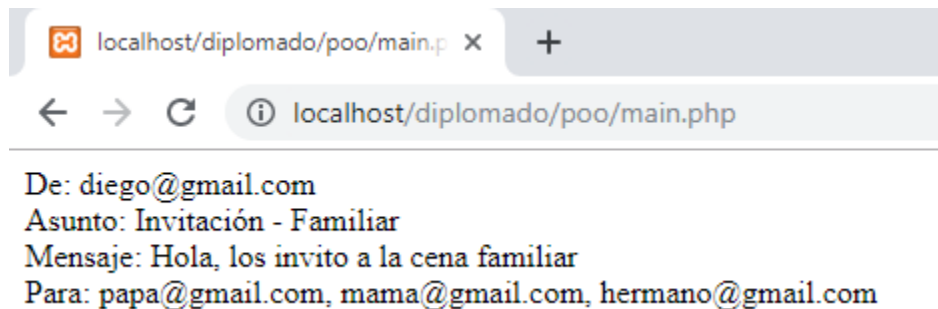 localhost/diplomado/poo/main.p
localhost/diplomado/poo/main.php
De: diego@gmail.com
Asunto: Invitación - Familiar
Mensaje: Hola, los invito a la cena familiar
Para: papa@gmail.com, mama@gmail.com, hermano@gmail.com